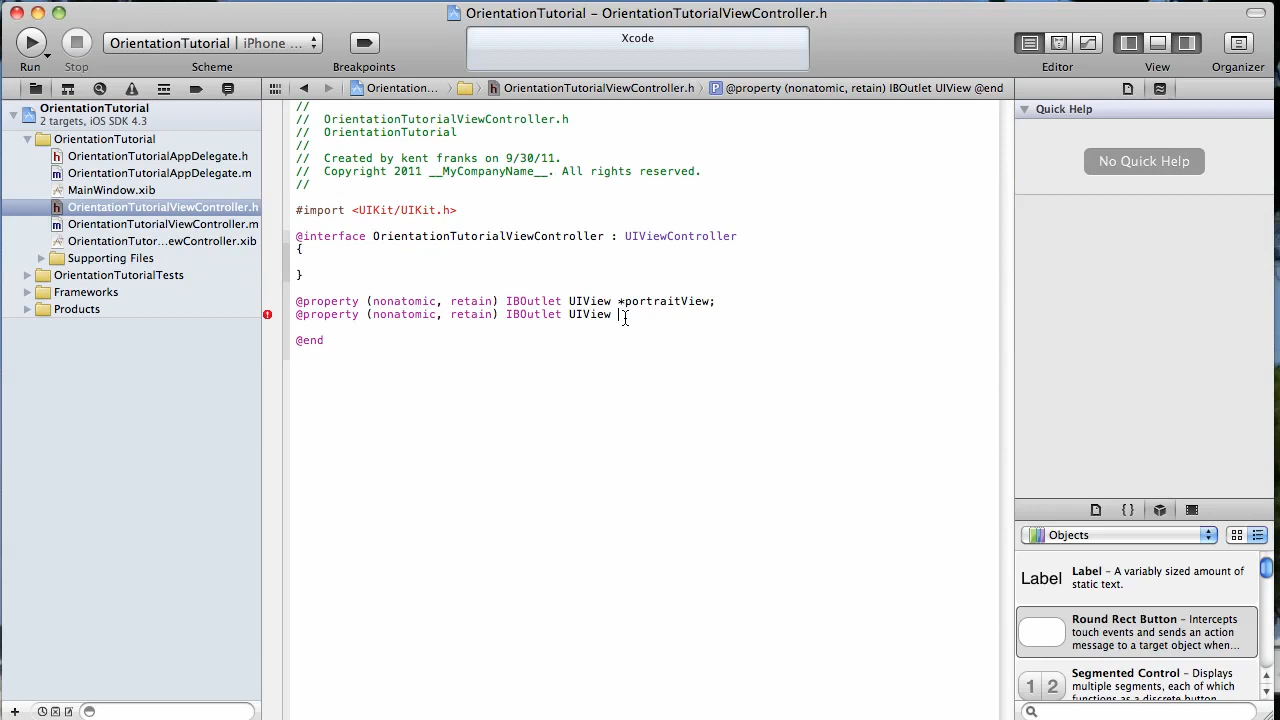 OrientationTutorial – OrientationTutorialViewController.h
OrientationTutorial | iPhone ...
Xcode
Run
Stop
Scheme
Breakpoints
Editor
View
Organizer
OrientationTutorial
2 targets, iOS SDK 4.3
OrientationTutorial
OrientationTutorialAppDelegate.h
OrientationTutorialAppDelegate.m
MainWindow.xib
OrientationTutorialViewController.h
OrientationTutorialViewController.m
OrientationTutor...ewController.xib
Supporting Files
OrientationTutorialTests
Frameworks
Products
Orientation...
OrientationTutorialViewController.h
@property (nonatomic, retain) IBOutlet UIView @end
//
// OrientationTutorialViewController.h
// OrientationTutorial
//
// Created by kent franks on 9/30/11.
// Copyright 2011 __MyCompanyName__. All rights reserved.
//
#import <UIKit/UIKit.h>
@interface OrientationTutorialViewController : UIViewController
{
}
@property (nonatomic, retain) IBOutlet UIView *portraitView;
@property (nonatomic, retain) IBOutlet UIView
@end
Quick Help
No Quick Help
{ }
Objects
Label
Label – A variably sized amount of
static text.
Round Rect Button – Intercepts
touch events and sends an action
message to a target object when...
1 2
Segmented Control – Displays
multiple segments, each of which
functions as a discrete button.